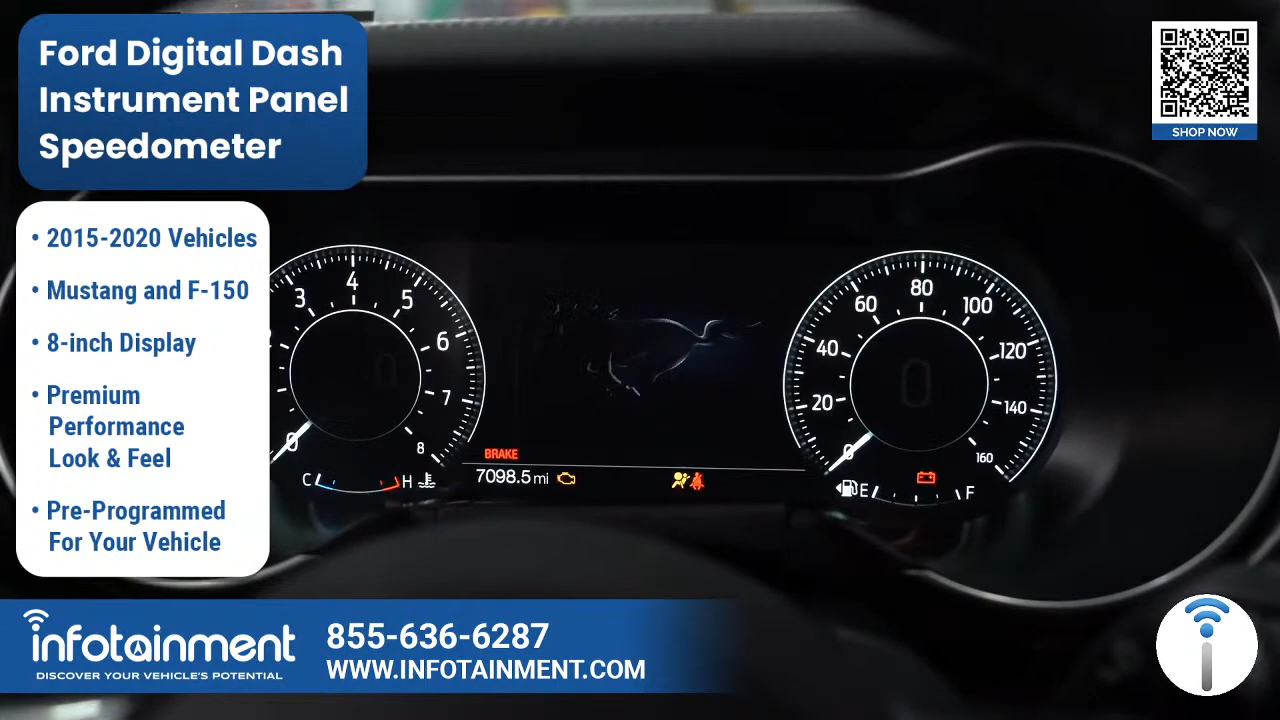 Ford Digital Dash
Instrument Panel
Speedometer
SHOP NOW
• 2015-2020 Vehicles
• Mustang and F-150
• 8-inch Display
• Premium
Performance
Look & Feel
• Pre-Programmed
For Your Vehicle
0 3 4 5 6 7 8
0
C H
BRAKE
7098.5 mi
0 20 40 60 80 100 120 140 160
0
E F
infotainment
DISCOVER YOUR VEHICLE'S POTENTIAL
855-636-6287
WWW.INFOTAINMENT.COM